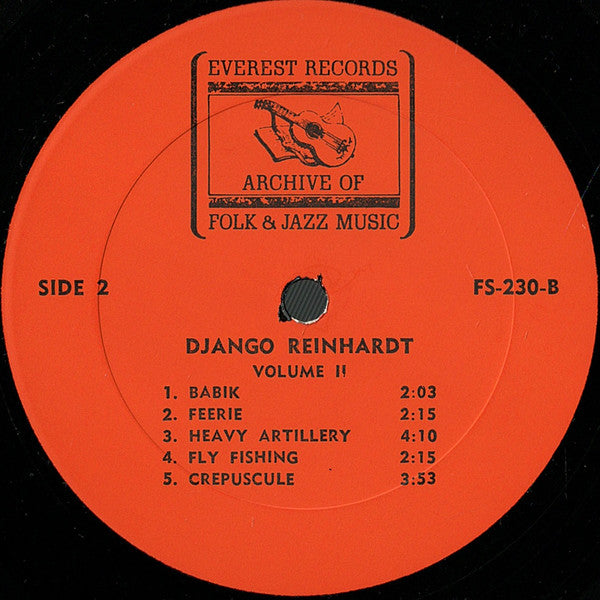 EVEREST RECORDS
ARCHIVE OF
FOLK & JAZZ MUSIC
SIDE 2 FS-230-B
DJANGO REINHARDT
VOLUME II
1. BABIK 2:03
2. FEERIE 2:15
3. HEAVY ARTILLERY 4:10
4. FLY FISHING 2:15
5. CREPUSCULE 3:53